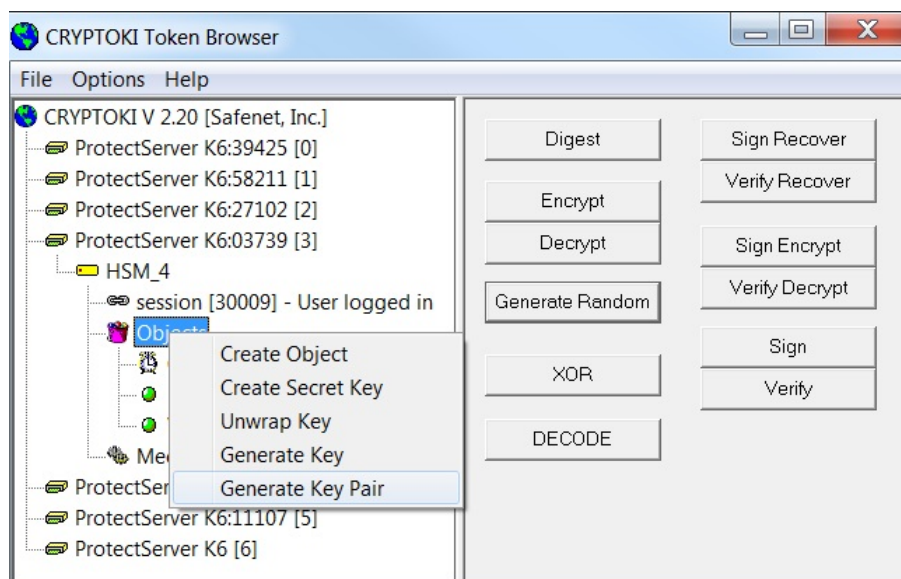 CRYPTOKI Token Browser
File Options Help
CRYPTOKI V 2.20 [Safenet, Inc.]
ProtectServer K6:39425 [0]
ProtectServer K6:58211 [1]
ProtectServer K6:27102 [2]
ProtectServer K6:03739 [3]
HSM_4
session [30009] - User logged in
Objects
Create Object
Create Secret Key
Unwrap Key
Generate Key
Generate Key Pair
ProtectServer K6:11107 [5]
ProtectServer K6 [6]
Digest
Encrypt
Decrypt
Generate Random
XOR
DECODE
Sign Recover
Verify Recover
Sign Encrypt
Verify Decrypt
Sign
Verify